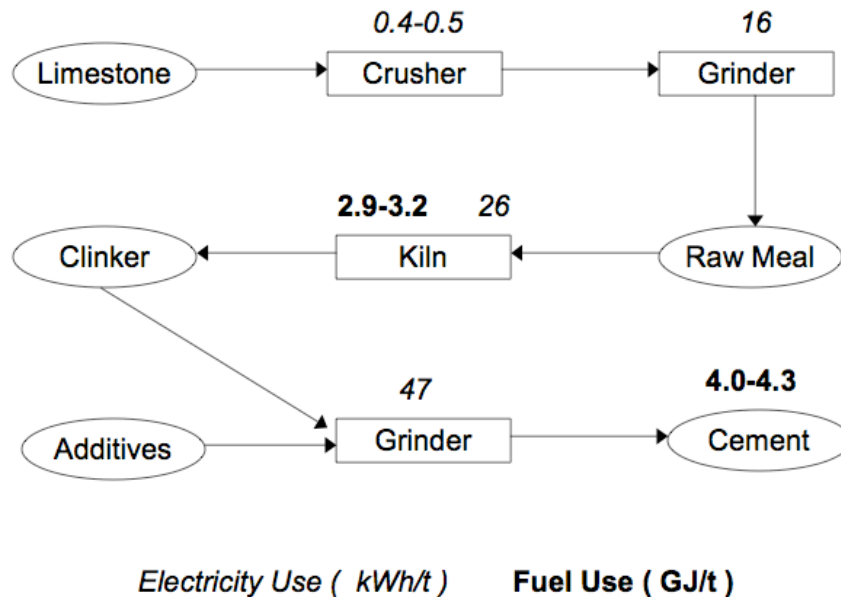 0.4-0.5 16
Limestone Crusher Grinder
2.9-3.2 26
Clinker Kiln Raw Meal
47 4.0-4.3
Additives Grinder Cement
Electricity Use ( kWh/t ) Fuel Use ( GJ/t )